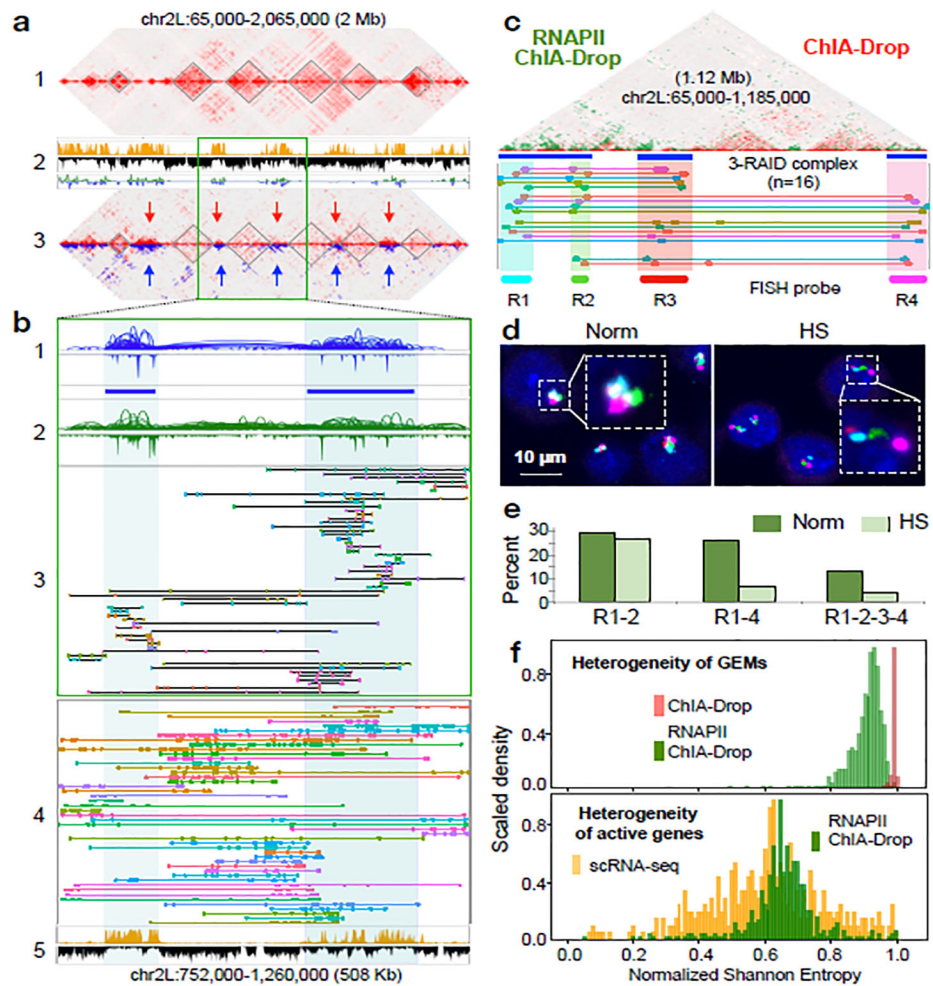 a
chr2L:65,000-2,065,000 (2 Mb)
1
2
3
b
1
2
3
4
5
chr2L:752,000-1,260,000 (508 Kb)
c
RNAPII
ChIA-Drop
ChIA-Drop
(1.12 Mb)
chr2L:65,000-1,185,000
3-RAID complex
(n=16)
R1
R2
R3
FISH probe
R4
d
Norm
HS
10 µm
e
Percent
30
20
10
0
Norm
HS
R1-2
R1-4
R1-2-3-4
f
Scaled density
0.8
0.4
0.0
Heterogeneity of GEMs
ChIA-Drop
RNAPII
ChIA-Drop
0.8
0.4
0.0
Heterogeneity
of active genes
scRNA-seq
RNAPII
ChIA-Drop
0.0
0.2
0.4
0.6
0.8
1.0
Normalized Shannon Entropy